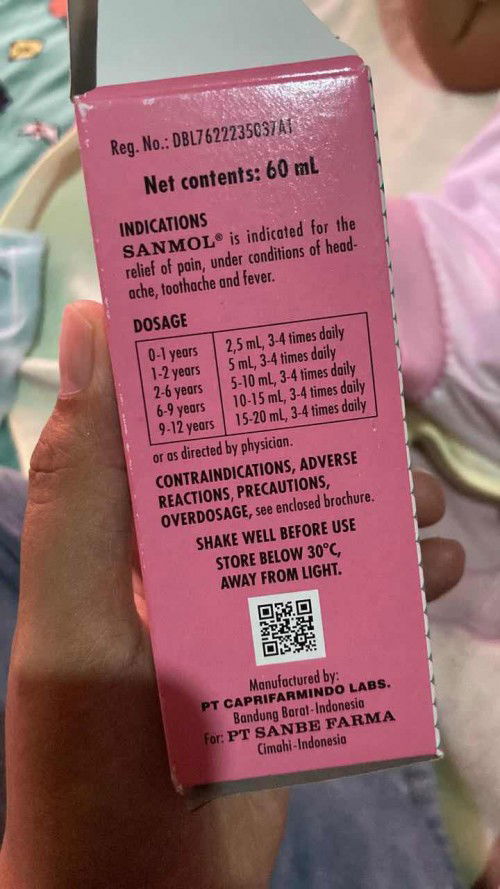 Reg. No.: DBL7622235037A1
Net contents: 60 mL
INDICATIONS
SANMOL® is indicated for the
relief of pain, under conditions of head-
ache, toothache and fever.
DOSAGE
0-1 years 2,5 mL, 3-4 times daily
1-2 years 5 mL, 3-4 times daily
2-6 years 5-10 mL, 3-4 times daily
6-9 years 10-15 mL, 3-4 times daily
9-12 years 15-20 mL, 3-4 times daily
or as directed by physician.
CONTRAINDICATIONS, ADVERSE
REACTIONS, PRECAUTIONS,
OVERDOSAGE, see enclosed brochure.
SHAKE WELL BEFORE USE
STORE BELOW 30°C,
AWAY FROM LIGHT.
Manufactured by:
PT CAPRIFARMINDO LABS.
Bandung Barat-Indonesia
For: PT SANBE FARMA
Cimahi-Indonesia